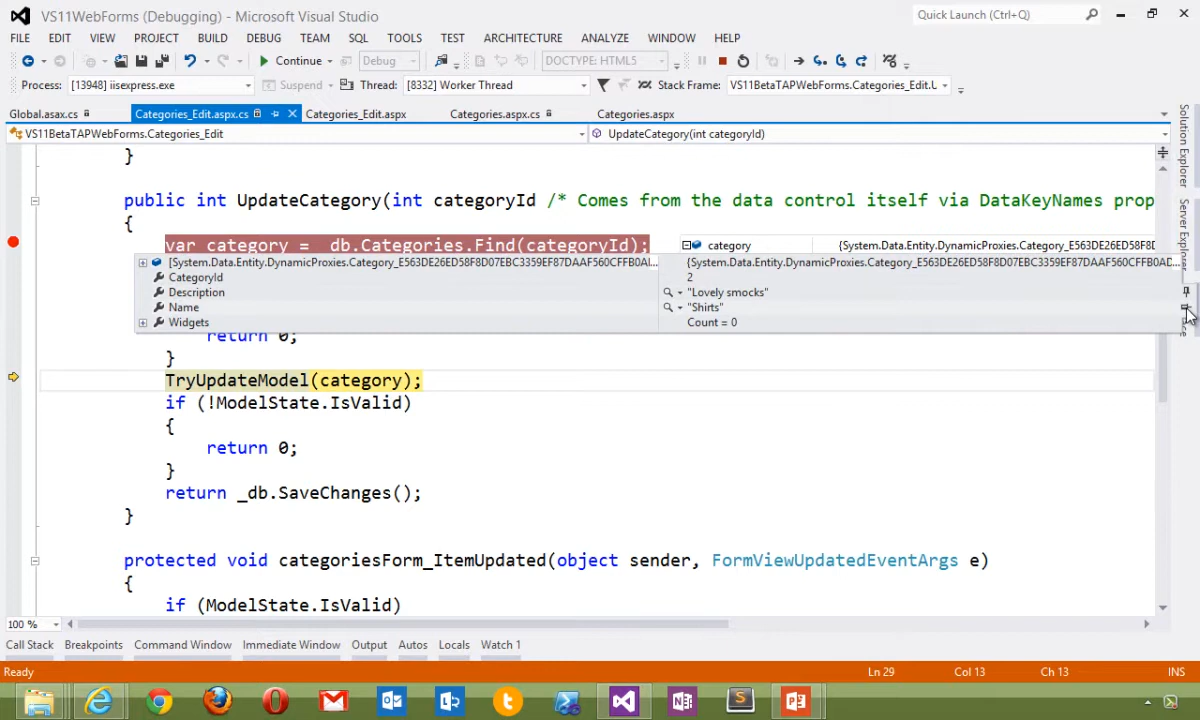 VS11WebForms (Debugging) - Microsoft Visual Studio
Quick Launch (Ctrl+Q)
FILE EDIT VIEW PROJECT BUILD DEBUG TEAM SQL TOOLS TEST ARCHITECTURE ANALYZE WINDOW HELP
Continue Debug DOCTYPE: HTML5
Process: [13948] iisexpress.exe Suspend Thread: [8332] Worker Thread Stack Frame: VS11BetaTAPWebForms.Categories_Edit.U
Global.asax.cs Categories_Edit.aspx.cs Categories_Edit.aspx Categories.aspx.cs Categories.aspx
VS11BetaTAPWebForms.Categories_Edit UpdateCategory(int categoryId)
}
public int UpdateCategory(int categoryId /* Comes from the data control itself via DataKeyNames prop
{
var category = _db.Categories.Find(categoryId); category {System.Data.Entity.DynamicProxies.Category_E563DE26ED58F8D
[System.Data.Entity.DynamicProxies.Category_E563DE26ED58F8D07EBC3359EF87DAAF560CFFB0AD... {System.Data.Entity.DynamicProxies.Category_E563DE26ED58F8D07EBC3359EF87DAAF560CFFB0AD...
CategoryId 2
Description "Lovely smocks"
Name "Shirts"
Widgets Count = 0
return 0;
}
TryUpdateModel(category);
if (!ModelState.IsValid)
{
return 0;
}
return _db.SaveChanges();
}
protected void categoriesForm_ItemUpdated(object sender, FormViewUpdatedEventArgs e)
{
if (ModelState.IsValid)
100 %
Solution Explorer
Server Explorer
Call Stack Breakpoints Command Window Immediate Window Output Autos Locals Watch 1
Ready Ln 29 Col 13 Ch 13 INS